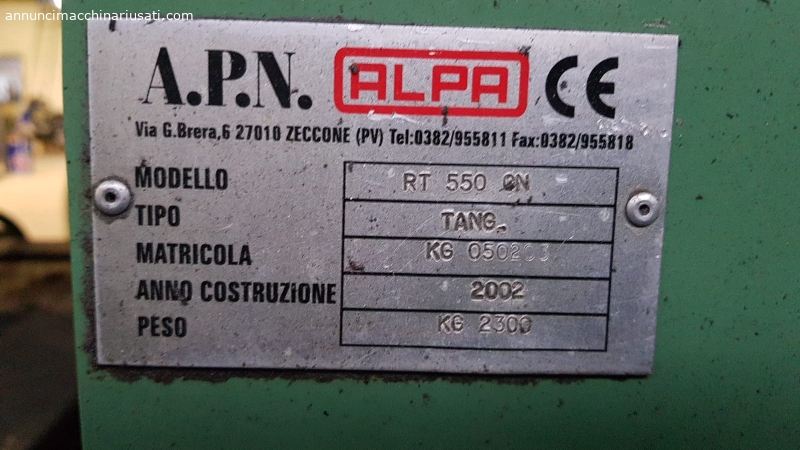 annuncimacchinariusati.com
A.P.N. ALPA CE
Via G.Brera,6 27010 ZECCONE (PV) Tel:0382/955811 Fax:0382/955818
MODELLO RT 550 CN
TIPO TANG.
MATRICOLA KG
ANNO COSTRUZIONE 2002
PESO KG 2300